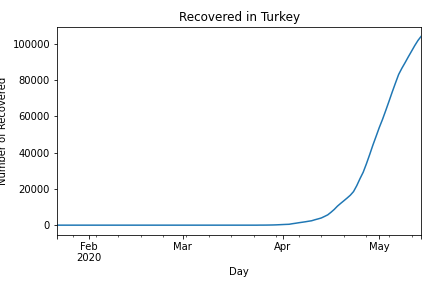 Recovered in Turkey
Number of Recovered
100000
80000
60000
40000
20000
0
Feb
2020
Mar
Apr
May
Day